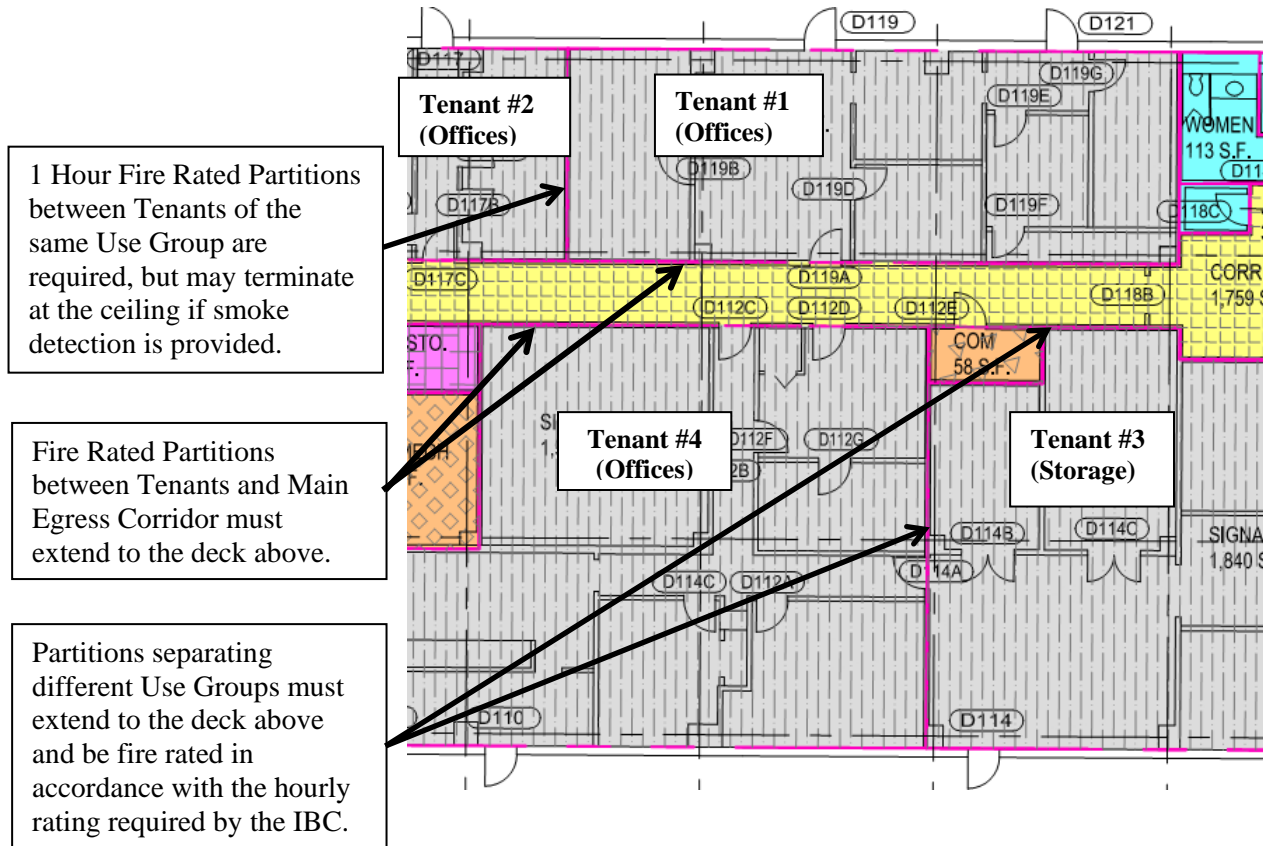 1 Hour Fire Rated Partitions
between Tenants of the
same Use Group are
required, but may terminate
at the ceiling if smoke
detection is provided.
Fire Rated Partitions
between Tenants and Main
Egress Corridor must
extend to the deck above.
Partitions separating
different Use Groups must
extend to the deck above
and be fire rated in
accordance with the hourly
rating required by the IBC.
D119
D121
D117
D119G
Tenant #2
(Offices)
Tenant #1
(Offices)
D119E
WOMEN
113 S.F.
D119B
D119D
D117B
D119F
D118C
D117C
D119A
CORR
1,759 S
D118B
D112C
D112D
D112E
STO.
F.
COM
58 S.F.
Tenant #4
(Offices)
D112F
D112G
Tenant #3
(Storage)
D114B
D114C
SIGNA
1,840 S
D114A
D114C
D112A
D110
D114